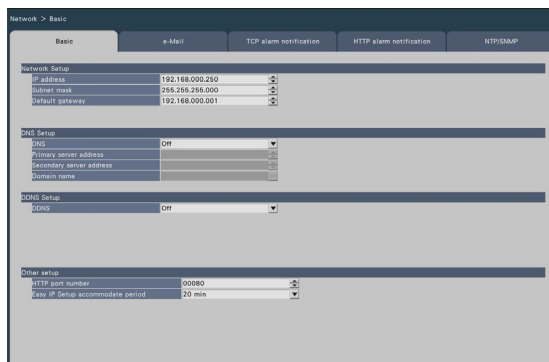 Network > Basic
Basic e-Mail TCP alarm notification HTTP alarm notification NTP/SNMP
Network Setup
IP address 192.168.000.250
Subnet mask 255.255.255.000
Default gateway 192.168.000.001
DNS Setup
DNS Off
Primary server address
Secondary server address
Domain name
DDNS Setup
DDNS Off
Other setup
HTTP port number 00080
Easy IP Setup accommodate period 20 min